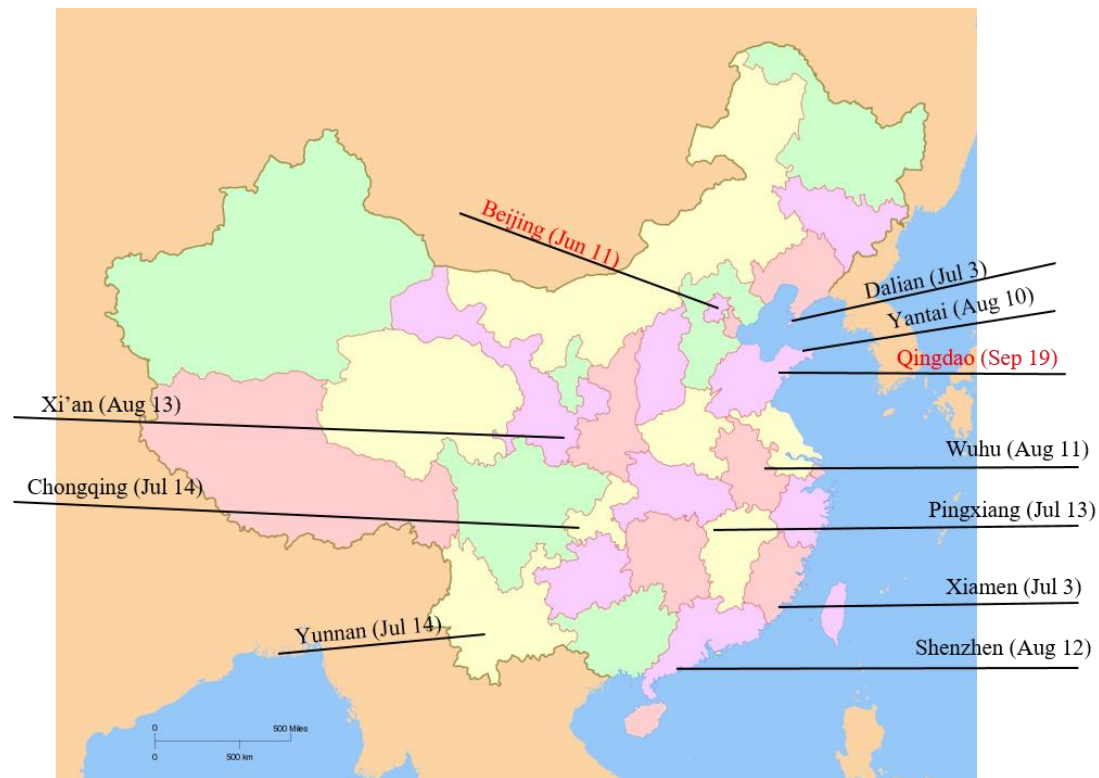 Beijing (Jun 11)
Dalian (Jul 3)
Yantai (Aug 10)
Qingdao (Sep 19)
Xi’an (Aug 13)
Wuhu (Aug 11)
Chongqing (Jul 14)
Pingxiang (Jul 13)
Xiamen (Jul 3)
Yunnan (Jul 14)
Shenzhen (Aug 12)
0 500 Miles
0 500 km